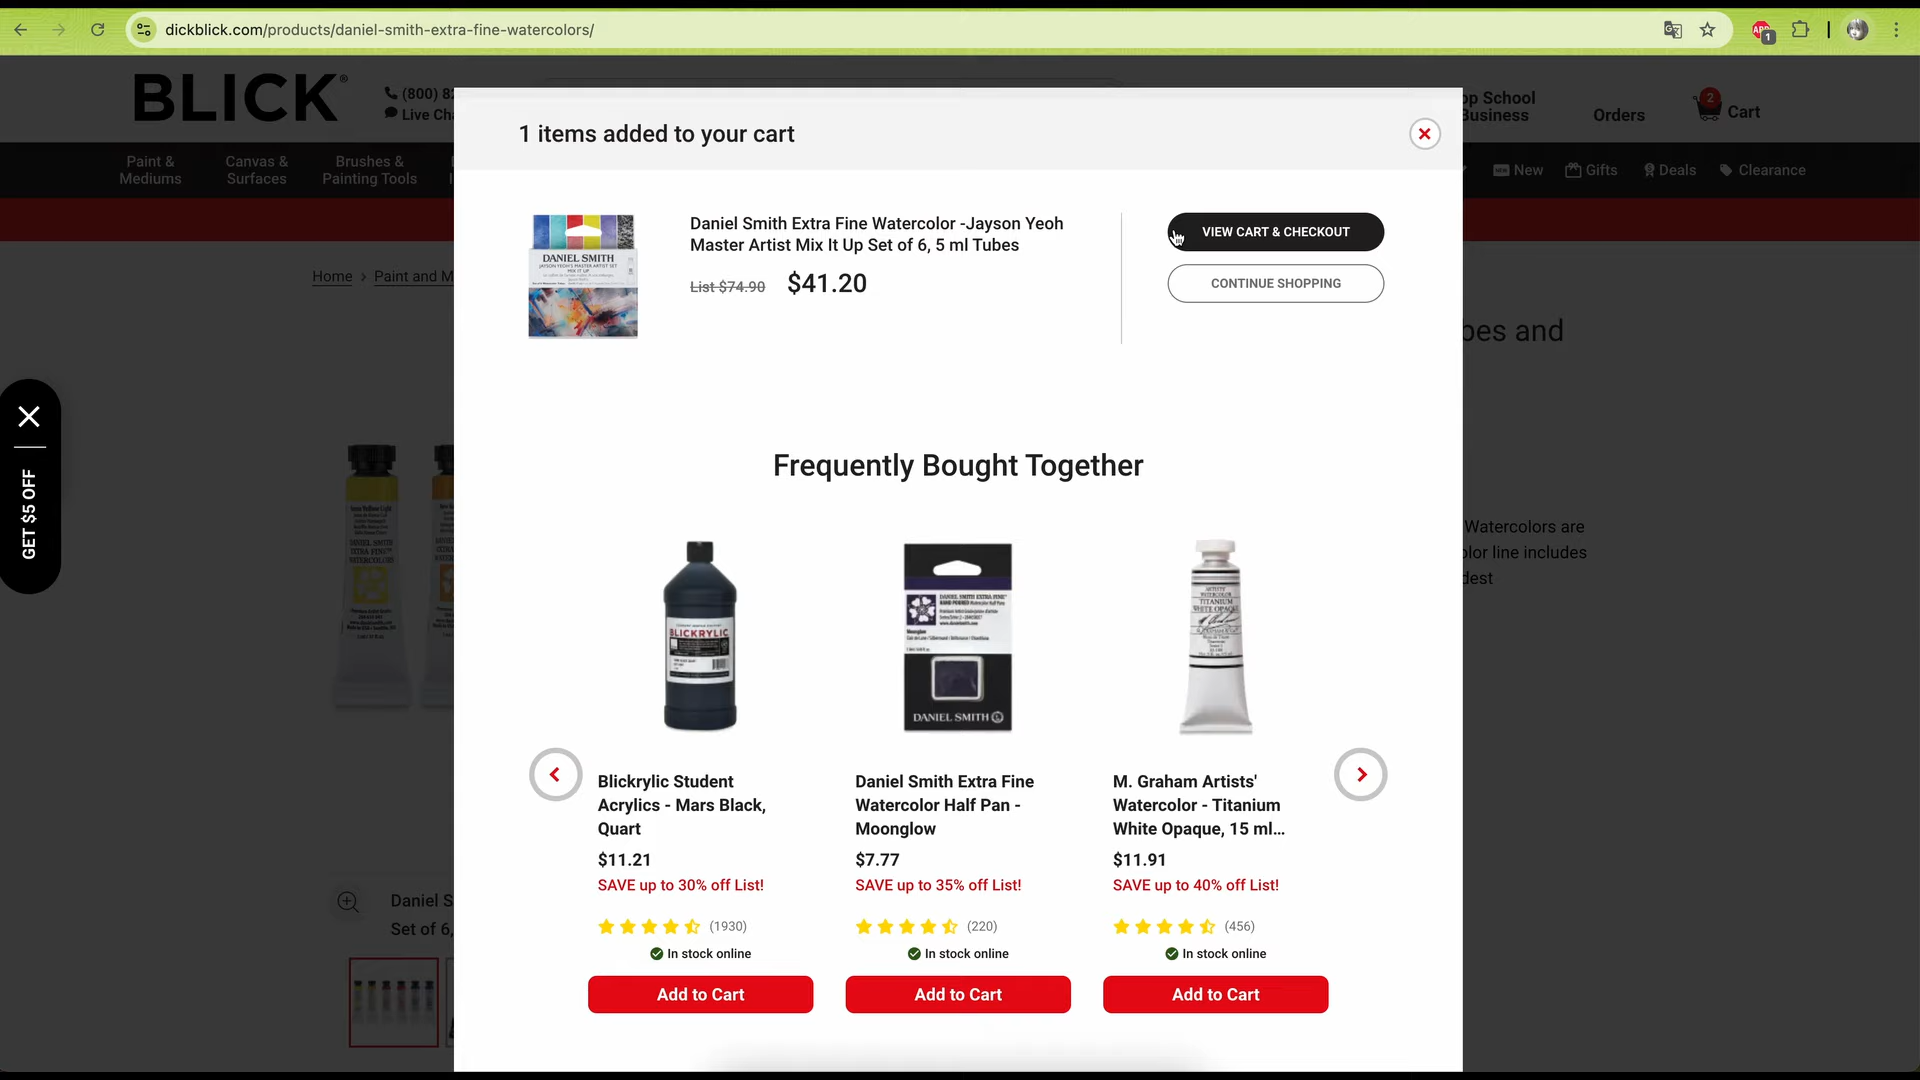 dickblick.com/products/daniel-smith-extra-fine-watercolors/
1
BLICK®
(800) 82
Live Cha
op School
Business
Orders
2
Cart
Paint &
Mediums
Canvas &
Surfaces
Brushes &
Painting Tools
New
Gifts
Deals
Clearance
Home
Paint and M
1 items added to your cart
DANIEL SMITH
Daniel Smith Extra Fine Watercolor -Jayson Yeoh
Master Artist Mix It Up Set of 6, 5 ml Tubes
List $74.90 $41.20
VIEW CART & CHECKOUT
CONTINUE SHOPPING
bes and
Watercolors are
olor line includes
dest
GET $5 OFF
Frequently Bought Together
BLICKRYLIC
DANIEL SMITH
TITANIUM
WHITE OPAQUE
Blickrylic Student
Acrylics - Mars Black,
Quart
$11.21
SAVE up to 30% off List!
(1930)
In stock online
Add to Cart
Daniel Smith Extra Fine
Watercolor Half Pan -
Moonglow
$7.77
SAVE up to 35% off List!
(220)
In stock online
Add to Cart
M. Graham Artists'
Watercolor - Titanium
White Opaque, 15 ml...
$11.91
SAVE up to 40% off List!
(456)
In stock online
Add to Cart
Daniel S
Set of 6,